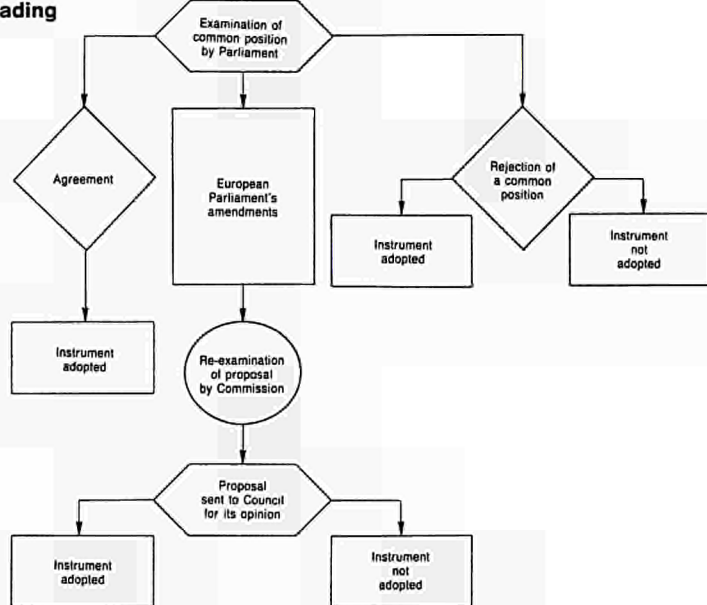 ading
Examination of
common position
by Parliament
Agreement
European
Parliament's
amendments
Rejection of
a common
position
Instrument
adopted
Instrument
not
adopted
Instrument
adopted
Re-examination
of proposal
by Commission
Proposal
sent to Council
for its opinion
Instrument
adopted
Instrument
not
adopted